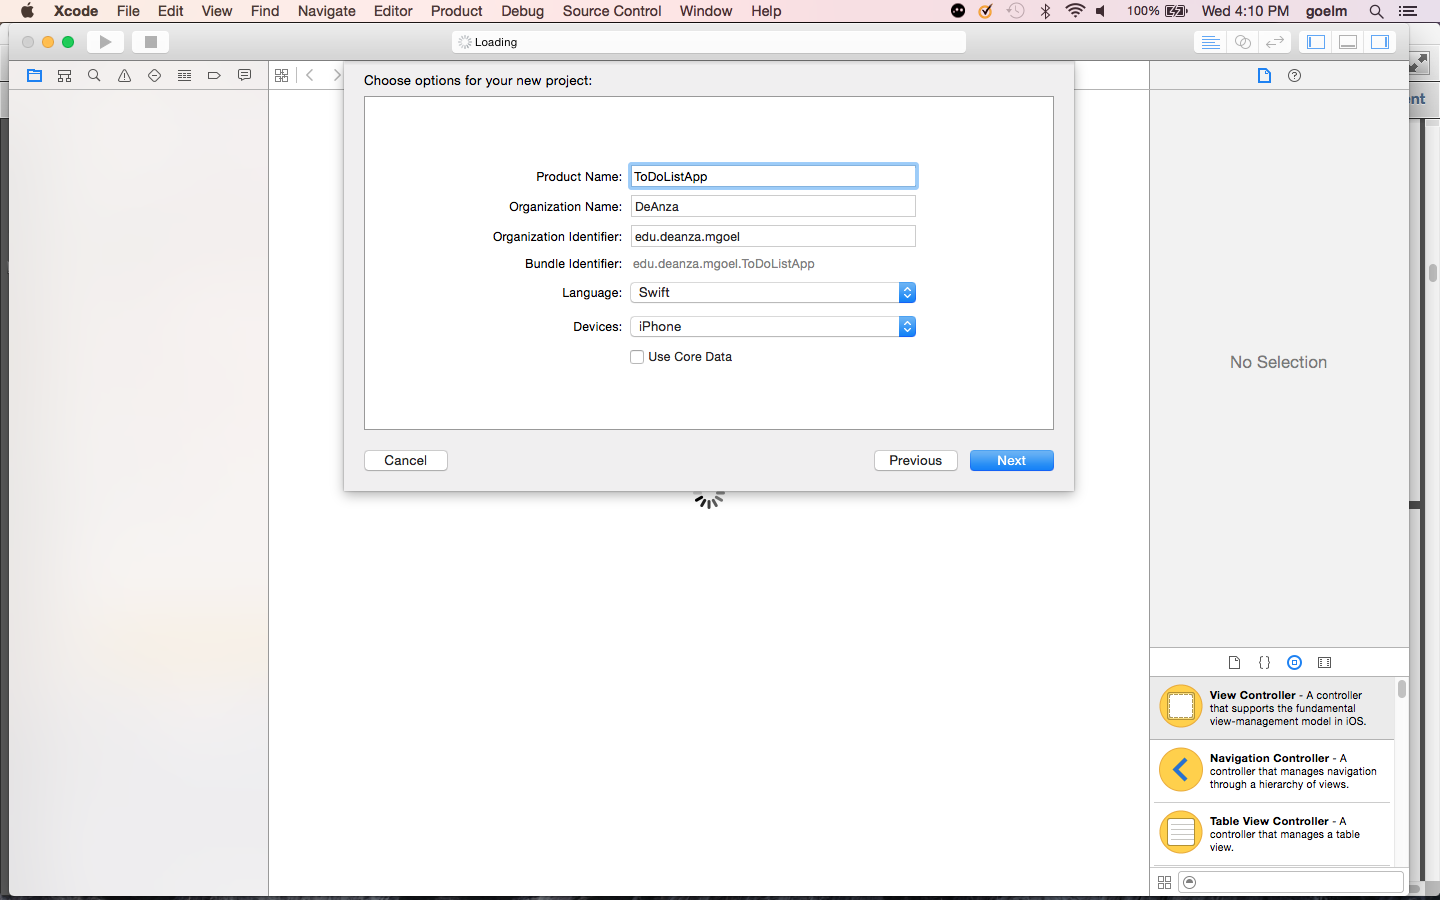 Xcode File Edit View Find Navigate Editor Product Debug Source Control Window Help 100% Wed 4:10 PM goelm
Loading
Choose options for your new project:
Product Name: ToDoListApp
Organization Name: DeAnza
Organization Identifier: edu.deanza.mgoel
Bundle Identifier: edu.deanza.mgoel.ToDoListApp
Language: Swift
Devices: iPhone
Use Core Data
Cancel Previous Next
No Selection
View Controller - A controller
that supports the fundamental
view-management model in iOS.
Navigation Controller - A
controller that manages navigation
through a hierarchy of views.
Table View Controller - A
controller that manages a table
view.